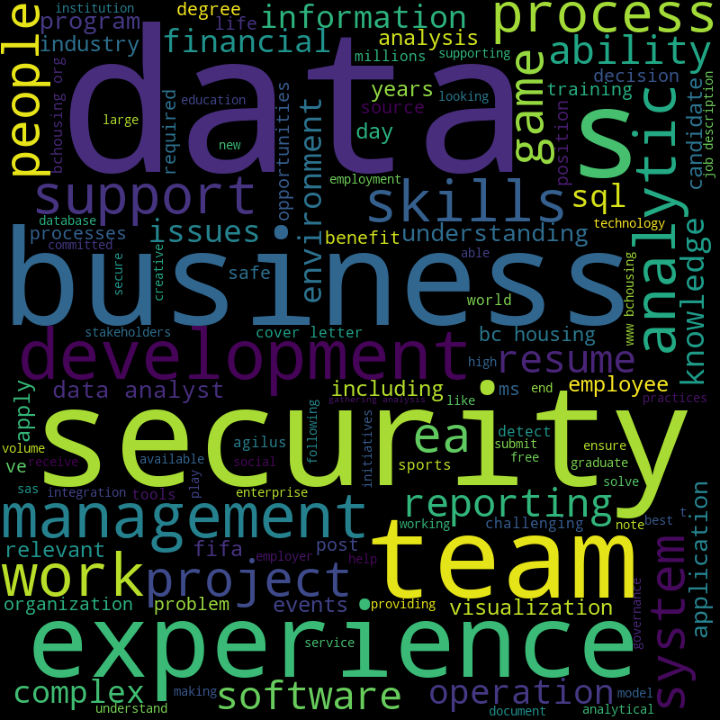 institution
degree
people
program
life
information
process
industry
financial
analysis
millions
supporting
ability
data
bchousing org
required
education
looking
large
new
years
source
day
game
training
decision
candidate
job description
position
s
analytic
opportunities
environment
employment
support
skills
sql
technology
database
processes
issues
benefit
understanding
committed
secure
creative
safe
able
world
business
www bchousing
knowledge
stakeholders
cover letter
bc housing
development
high
resume
apply
data analyst
including
ms
end
employee
gathering analysis
like
practices
security
volume
ve
receive
available
agilus
social
following
initiatives
ea
detect
submit
free
ensure
graduate
solve
sports
sas
integration
tools
play
enterprise
management
reporting
working
challenging
note
best t
relevant
fifa
post
employer
help
team
system
application
work
project
organization
problem
events
providing
visualization
governance
experience
service
complex
making
software
operation
model
understand
document
analytical